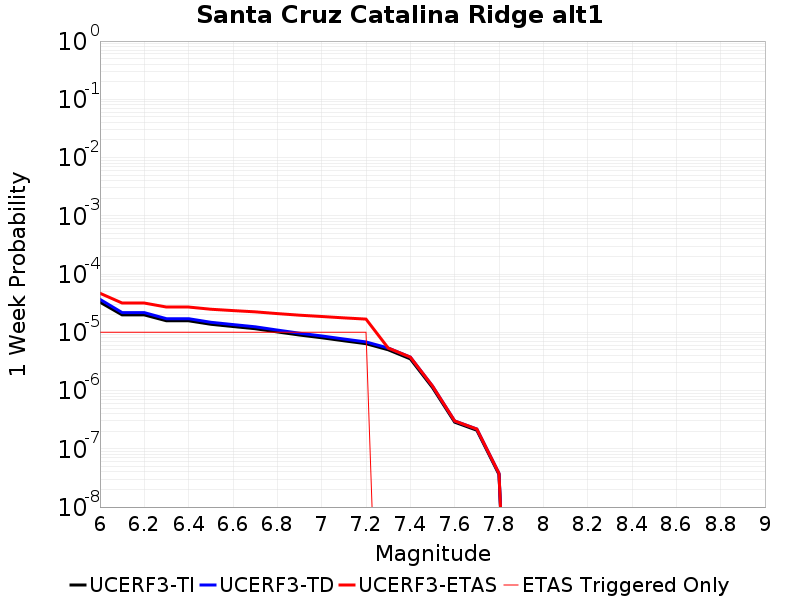 Santa Cruz Catalina Ridge alt1
1 Week Probability
10^0
10^-1
10^-2
10^-3
10^-4
10^-5
10^-6
10^-7
10^-8
6 6.2 6.4 6.6 6.8 7 7.2 7.4 7.6 7.8 8 8.2 8.4 8.6 8.8 9
Magnitude
UCERF3-TI UCERF3-TD UCERF3-ETAS ETAS Triggered Only